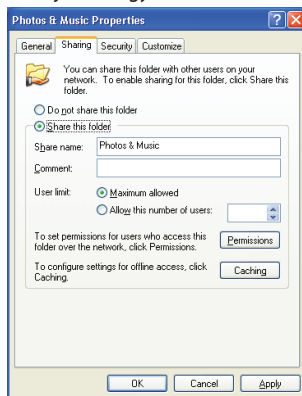 Photos & Music Properties
General Sharing Security Customize
You can share this folder with other users on your
network. To enable sharing for this folder, click Share this
folder.
Do not share this folder
Share this folder
Share name: Photos & Music
Comment:
User limit: Maximum allowed
Allow this number of users:
To set permissions for users who access this
folder over the network, click Permissions.
Permissions
To configure settings for offline access, click
Caching.
Caching
OK Cancel Apply